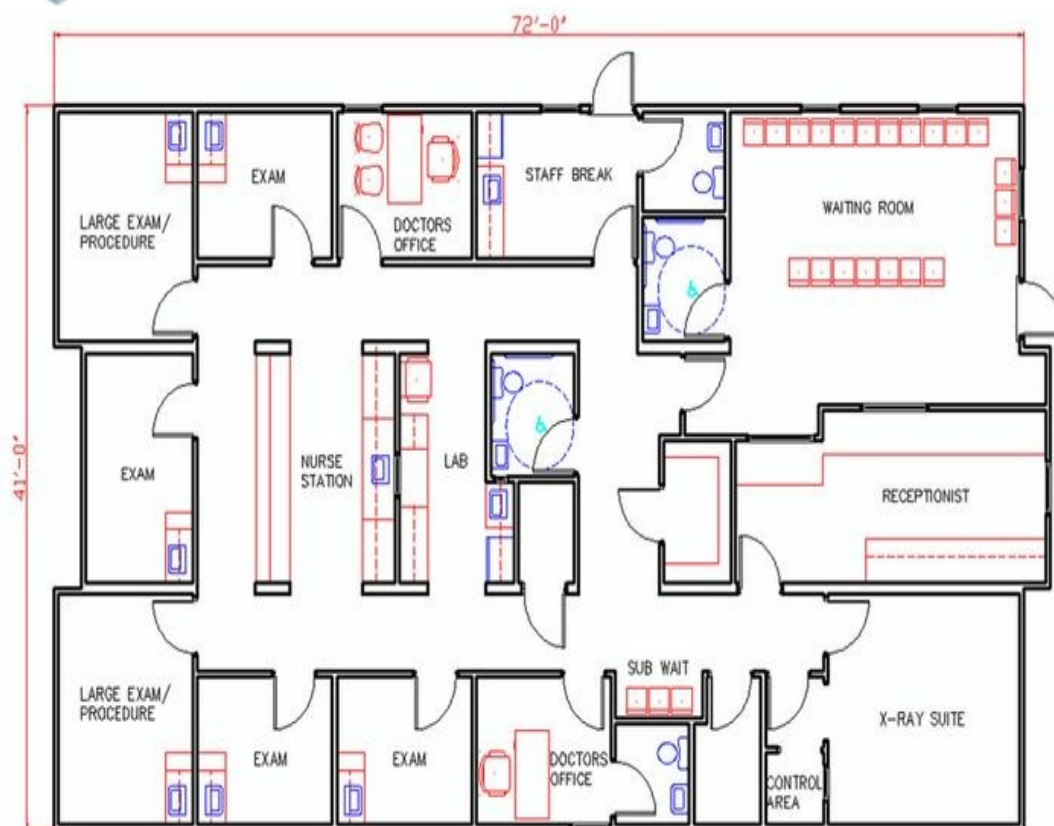 72'-0"
41'-0"
EXAM
STAFF BREAK
WAITING ROOM
LARGE EXAM/
PROCEDURE
DOCTORS
OFFICE
EXAM
NURSE
STATION
LAB
RECEPTIONIST
SUB WAIT
LARGE EXAM/
PROCEDURE
X-RAY SUITE
EXAM
EXAM
DOCTORS
OFFICE
CONTROL
AREA